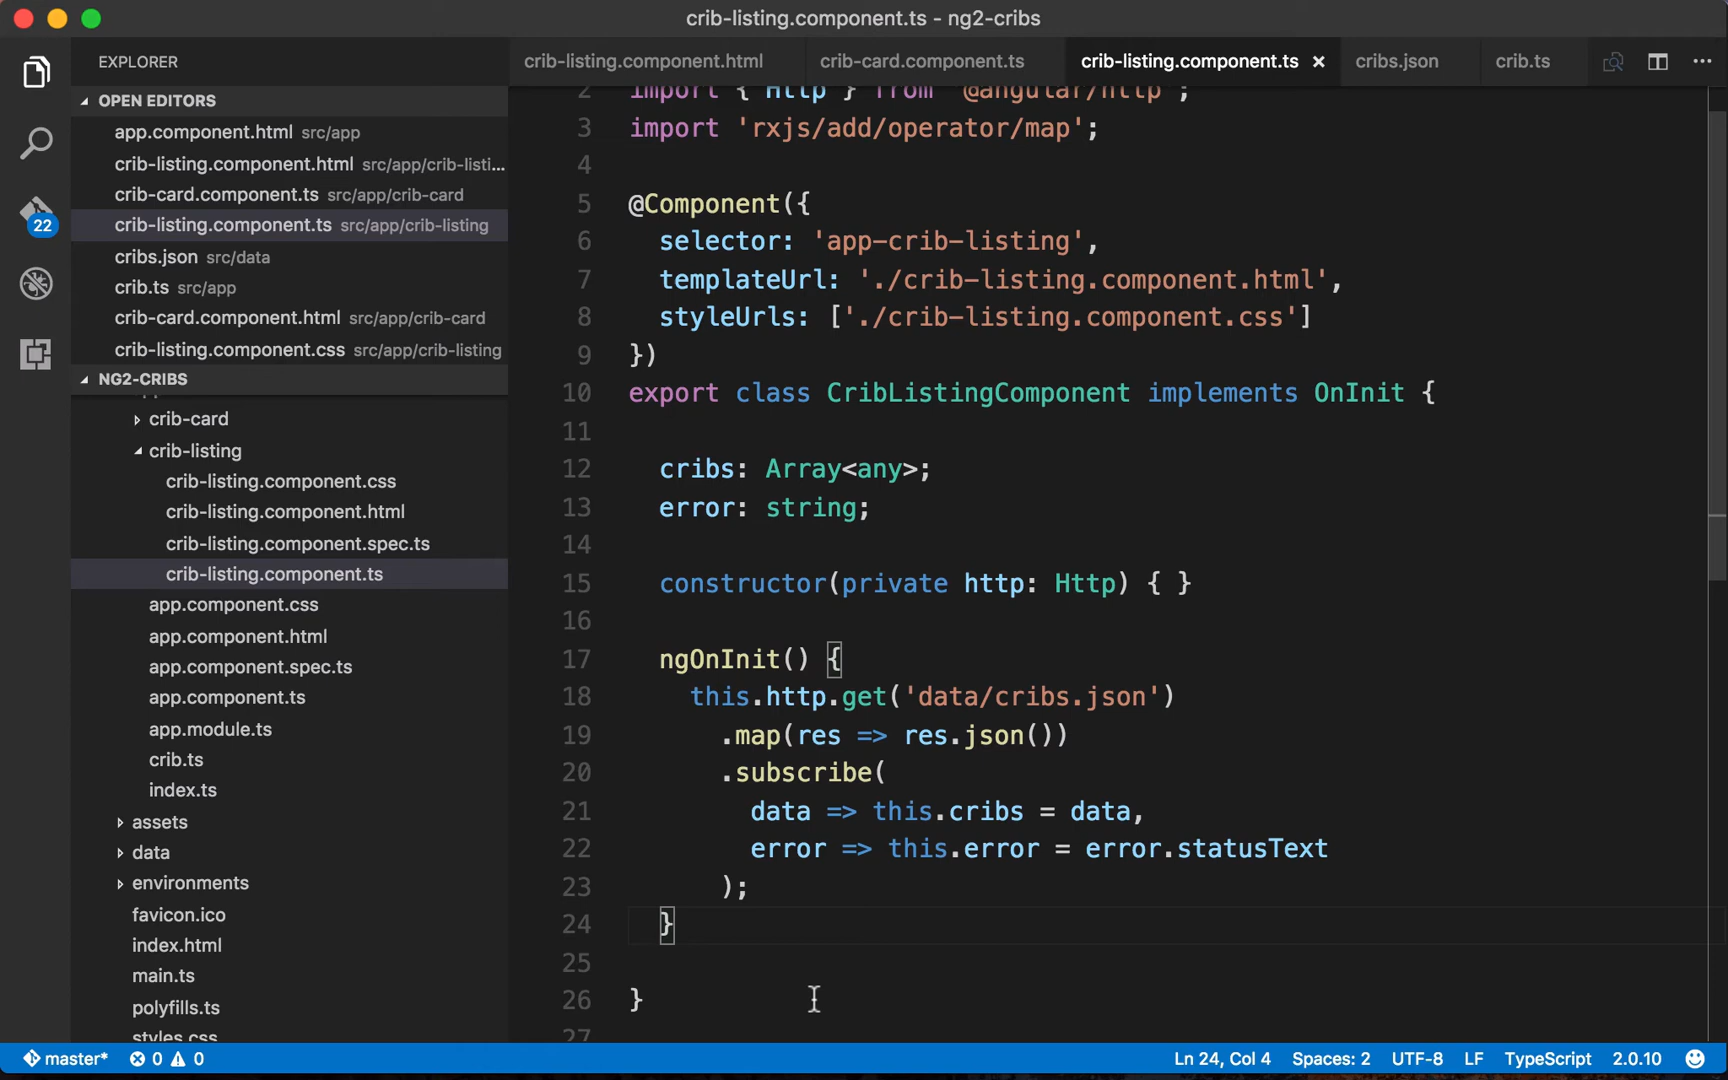 crib-listing.component.ts - ng2-cribs
EXPLORER
crib-listing.component.html
crib-card.component.ts
crib-listing.component.ts ×
cribs.json
crib.ts
OPEN EDITORS
app.component.html src/app
crib-listing.component.html src/app/crib-listi...
crib-card.component.ts src/app/crib-card
crib-listing.component.ts src/app/crib-listing
cribs.json src/data
crib.ts src/app
crib-card.component.html src/app/crib-card
crib-listing.component.css src/app/crib-listing
22
NG2-CRIBS
crib-card
crib-listing
crib-listing.component.css
crib-listing.component.html
crib-listing.component.spec.ts
crib-listing.component.ts
app.component.css
app.component.html
app.component.spec.ts
app.component.ts
app.module.ts
crib.ts
index.ts
assets
data
environments
favicon.ico
index.html
main.ts
polyfills.ts
styles.css
2 import { Http } from '@angular/http';
3 import 'rxjs/add/operator/map';
4
5 @Component({
6 selector: 'app-crib-listing',
7 templateUrl: './crib-listing.component.html',
8 styleUrls: ['./crib-listing.component.css']
9 })
10 export class CribListingComponent implements OnInit {
11
12 cribs: Array<any>;
13 error: string;
14
15 constructor(private http: Http) { }
16
17 ngOnInit() {
18 this.http.get('data/cribs.json')
19 .map(res => res.json())
20 .subscribe(
21 data => this.cribs = data,
22 error => this.error = error.statusText
23 );
24 }
25
26 }
27
master* 0 0
Ln 24, Col 4 Spaces: 2 UTF-8 LF TypeScript 2.0.10